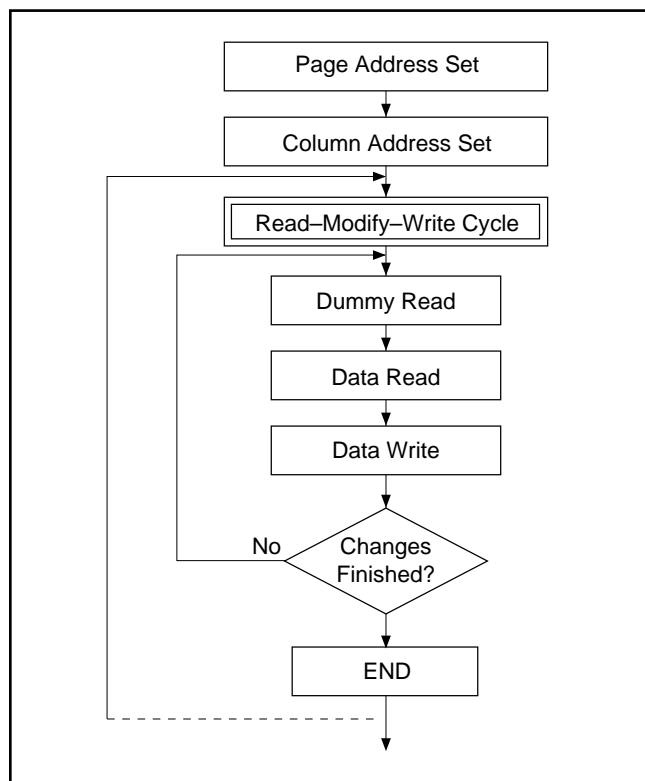 Page Address Set
Column Address Set
Read–Modify–Write Cycle
Dummy Read
Data Read
Data Write
No
Changes
Finished?
END